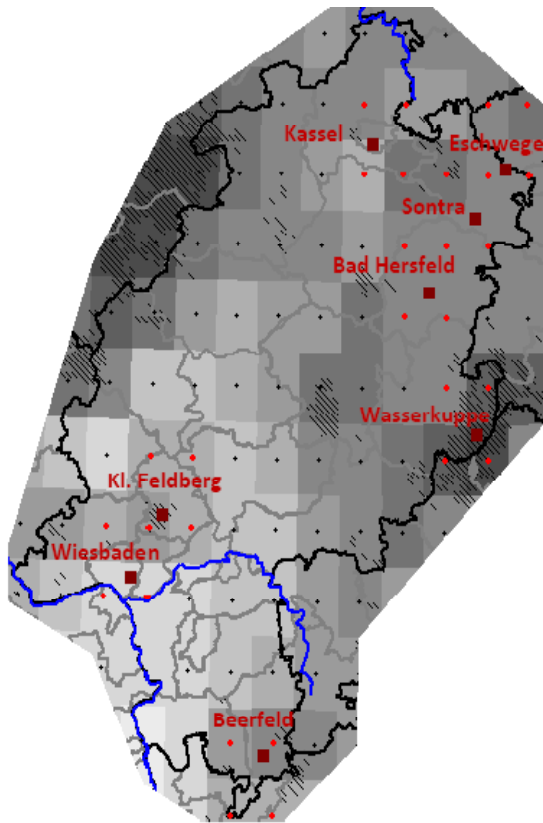 Kassel
Eschwege
Sontra
Bad Hersfeld
Wasserkuppe
Kl. Feldberg
Wiesbaden
Beerfeld